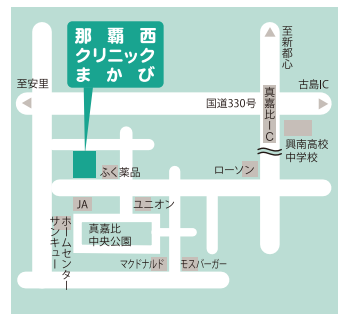 那覇西
クリニック
まかび
至新都心
至安里
古島IC
国道330号
真嘉比IC
興南高校
中学校
ふく薬品
ローソン
JA
ユニオン
ホームセンター
サンキュー
真嘉比
中央公園
マクドナルド
モスバーガー